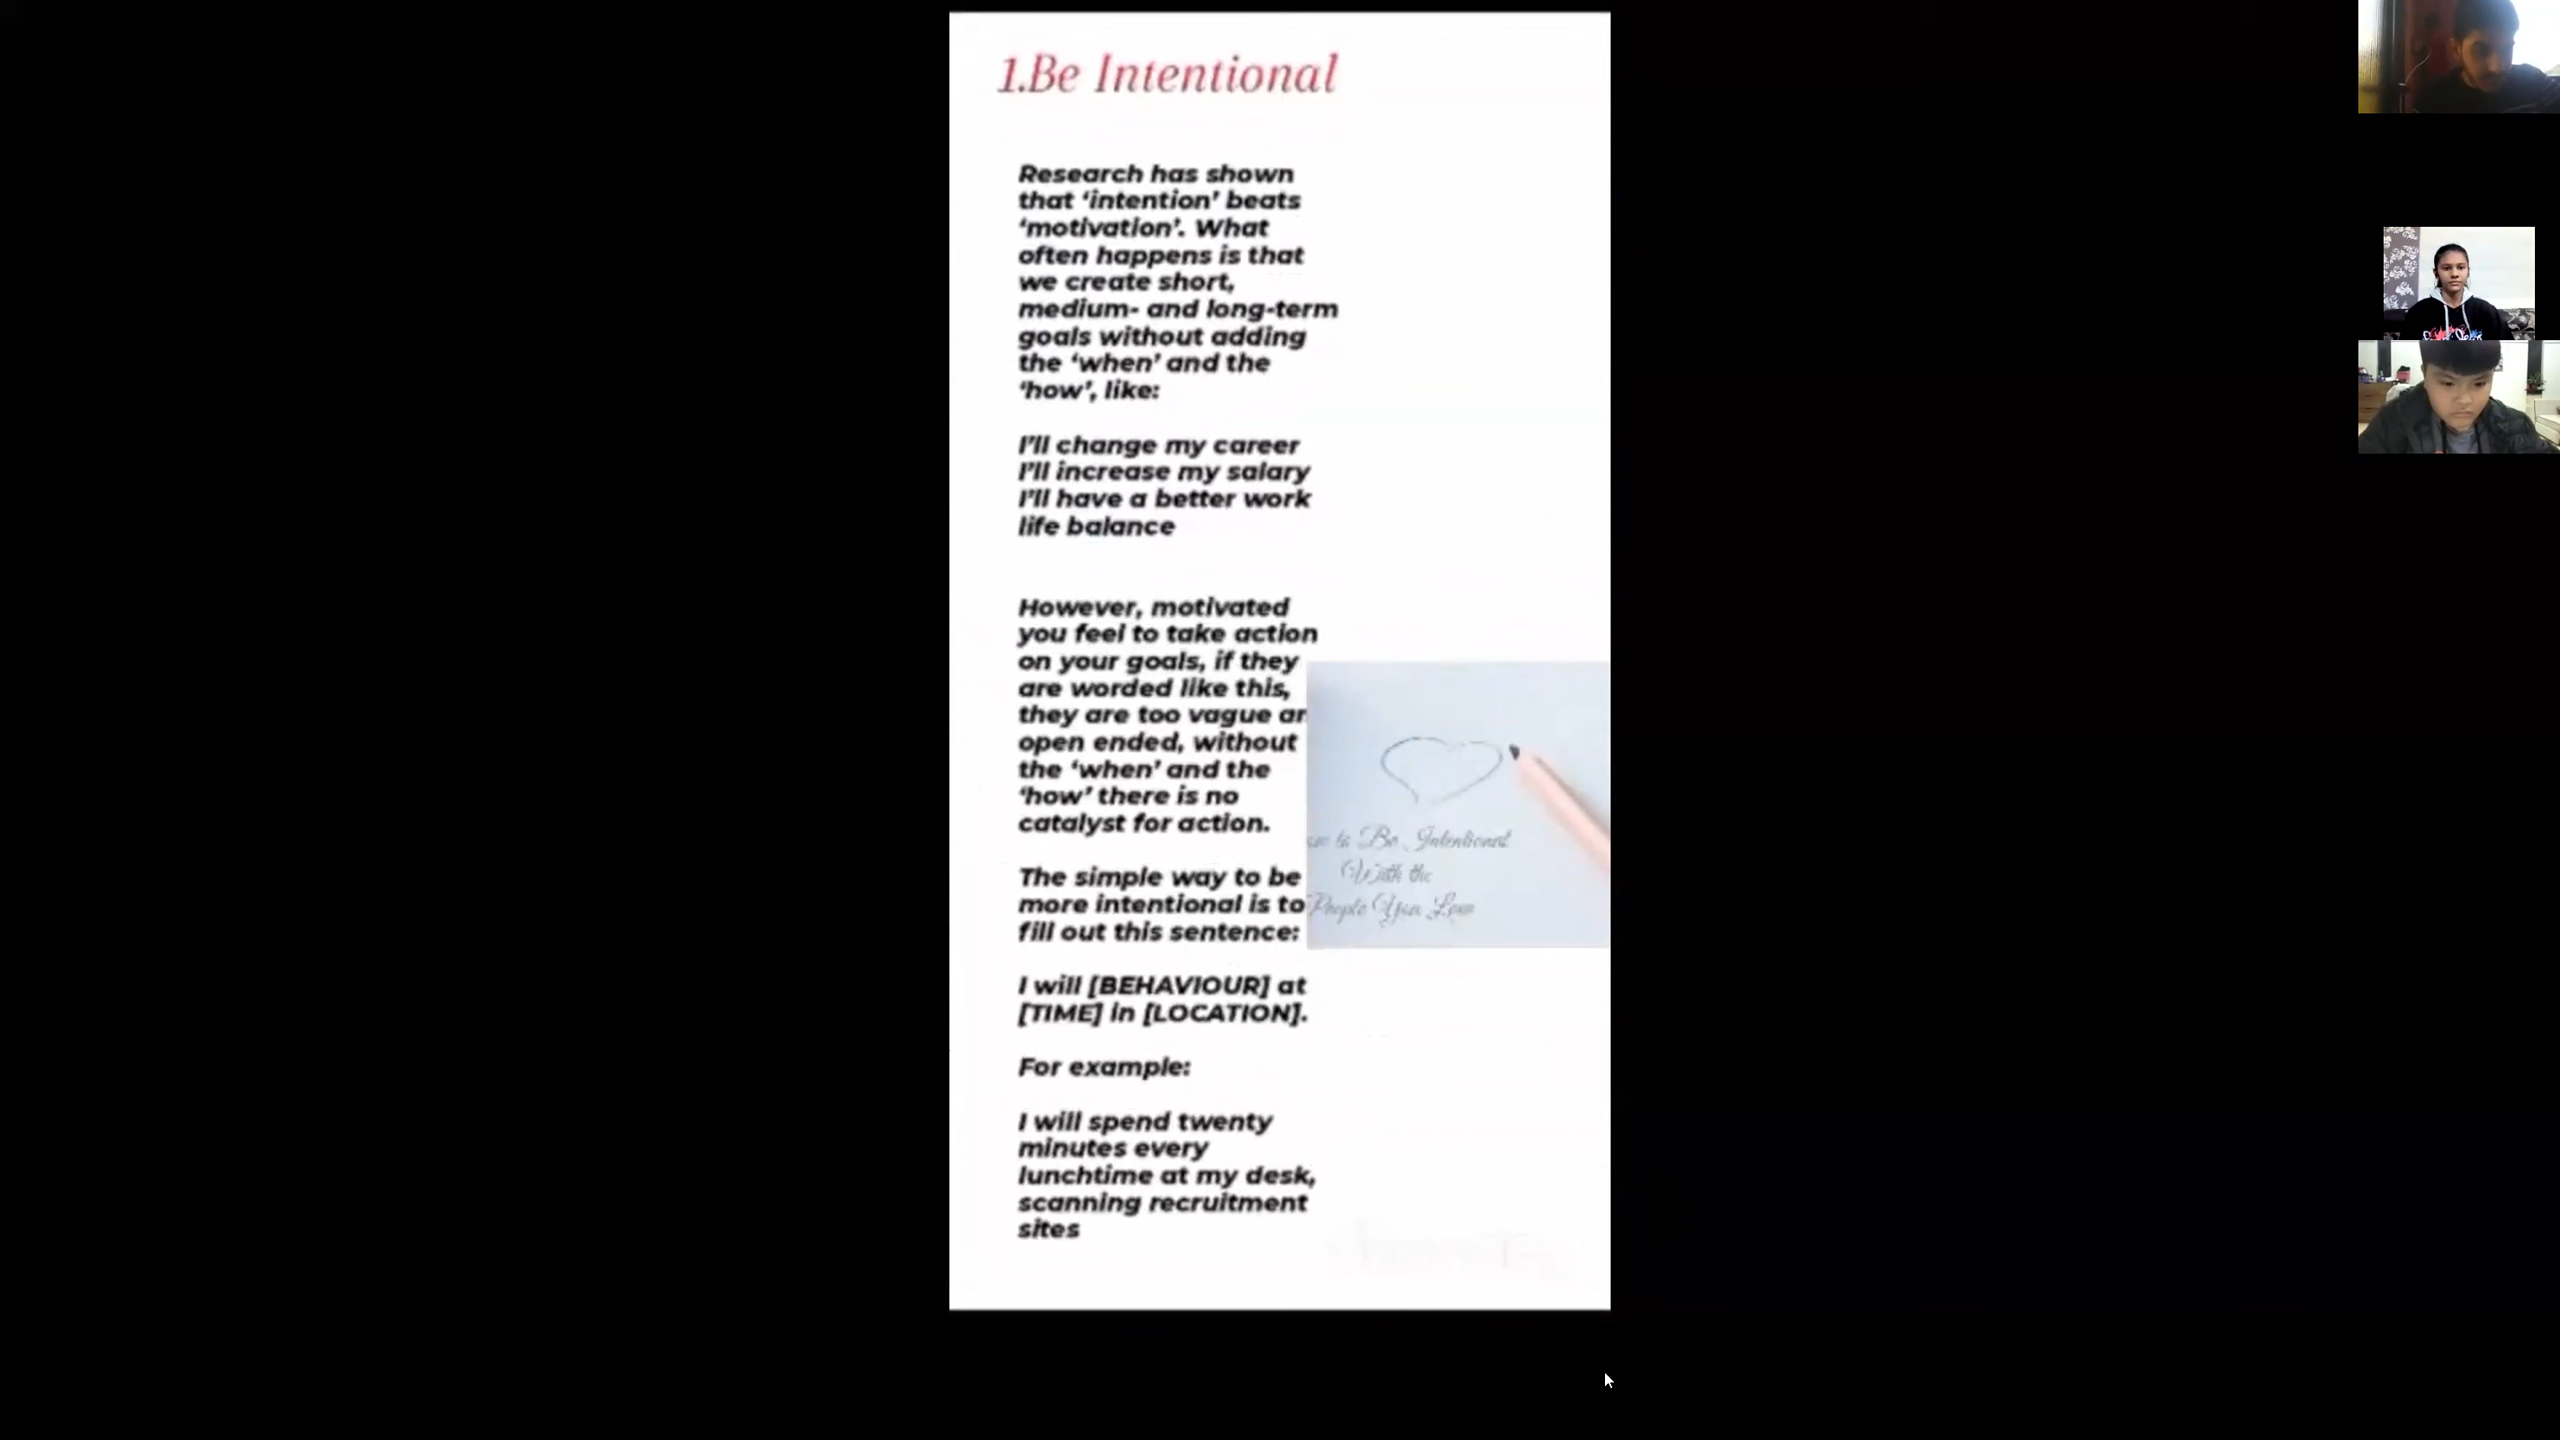 1.Be Intentional
Research has shown
that ‘intention’ beats
‘motivation’. What
often happens is that
we create short,
medium- and long-term
goals without adding
the ‘when’ and the
‘how’, like:
I’ll change my career
I’ll increase my salary
I’ll have a better work
life balance
However, motivated
you feel to take action
on your goals, if they
are worded like this,
they are too vague
open ended, without
the ‘when’ and the
‘how’ there is no
catalyst for action.
The simple way to be
more intentional is to
fill out this sentence:
I will [BEHAVIOUR] at
[TIME] in [LOCATION].
For example:
I will spend twenty
minutes every
lunchtime at my desk,
scanning recruitment
sites
to Be Intentional
With the
People You Love